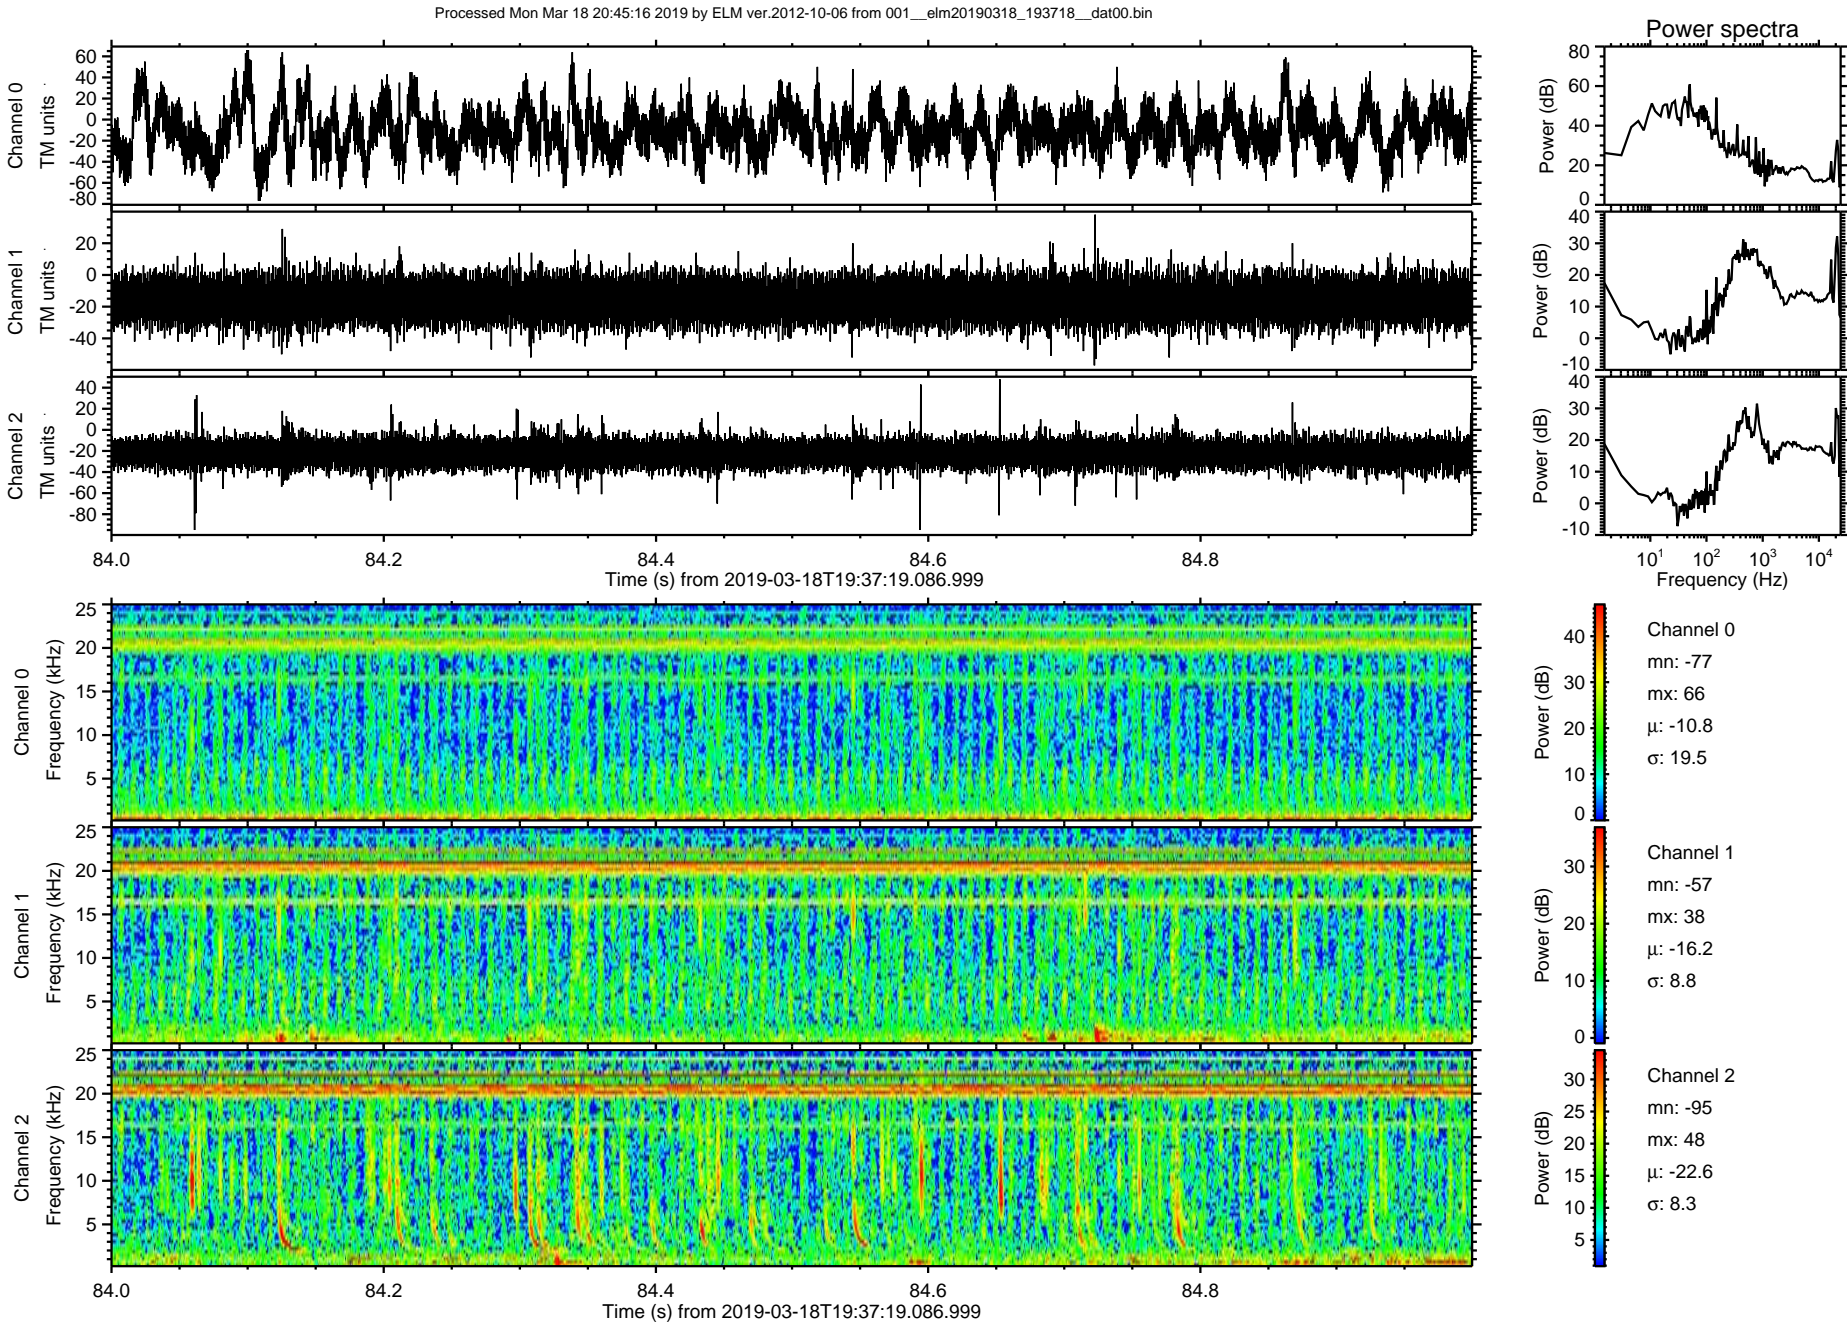 Processed Mon Mar 18 20:45:16 2019 by ELM ver.2012-10-06 from 001__elm20190318_193718__dat00.bin
Power spectra
Channel 0
TM units
60
40
20
0
-20
-40
-60
-80
Power (dB)
80
60
40
20
0
Channel 1
TM units
20
0
-20
-40
Power (dB)
40
30
20
10
0
-10
Channel 2
TM units
40
20
0
-20
-40
-60
-80
Power (dB)
40
30
20
10
0
-10
84.0 84.2 84.4 84.6 84.8
Time (s) from 2019-03-18T19:37:19.086.999
10^1 10^2 10^3 10^4
Frequency (Hz)
Channel 0
Frequency (kHz)
25
20
15
10
5
Power (dB)
40
30
20
10
0
Channel 0
mn: -77
mx: 66
μ: -10.8
σ: 19.5
Channel 1
Frequency (kHz)
25
20
15
10
5
Power (dB)
30
20
10
0
Channel 1
mn: -57
mx: 38
μ: -16.2
σ: 8.8
Channel 2
Frequency (kHz)
25
20
15
10
5
Power (dB)
30
25
20
15
10
5
Channel 2
mn: -95
mx: 48
μ: -22.6
σ: 8.3
84.0 84.2 84.4 84.6 84.8
Time (s) from 2019-03-18T19:37:19.086.999